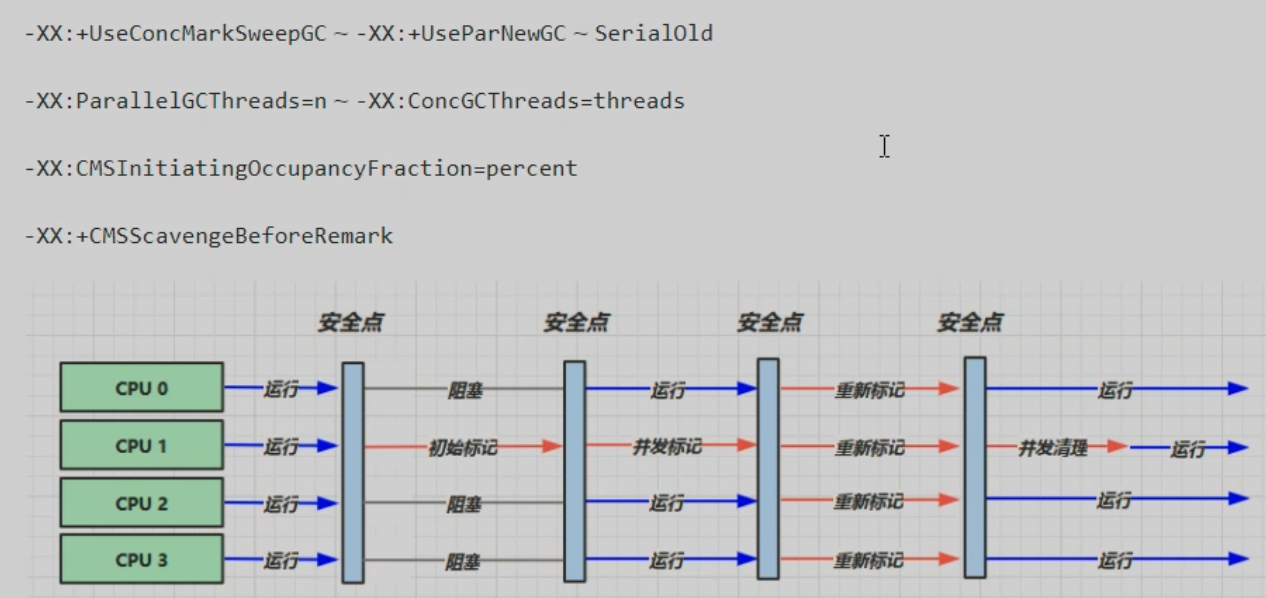 -XX:+UseConcMarkSweepGC ~ -XX:+UseParNewGC ~ SerialOld
-XX:ParallelGCThreads=n ~ -XX:ConcGCThreads=threads
-XX:CMSInitiatingOccupancyFraction=percent
-XX:+CMSScavengeBeforeRemark
安全点 安全点 安全点 安全点
CPU 0 运行 阻塞 运行 重新标记 运行
CPU 1 运行 初始标记 并发标记 重新标记 并发清理 运行
CPU 2 运行 阻塞 运行 重新标记 运行
CPU 3 运行 阻塞 运行 重新标记 运行